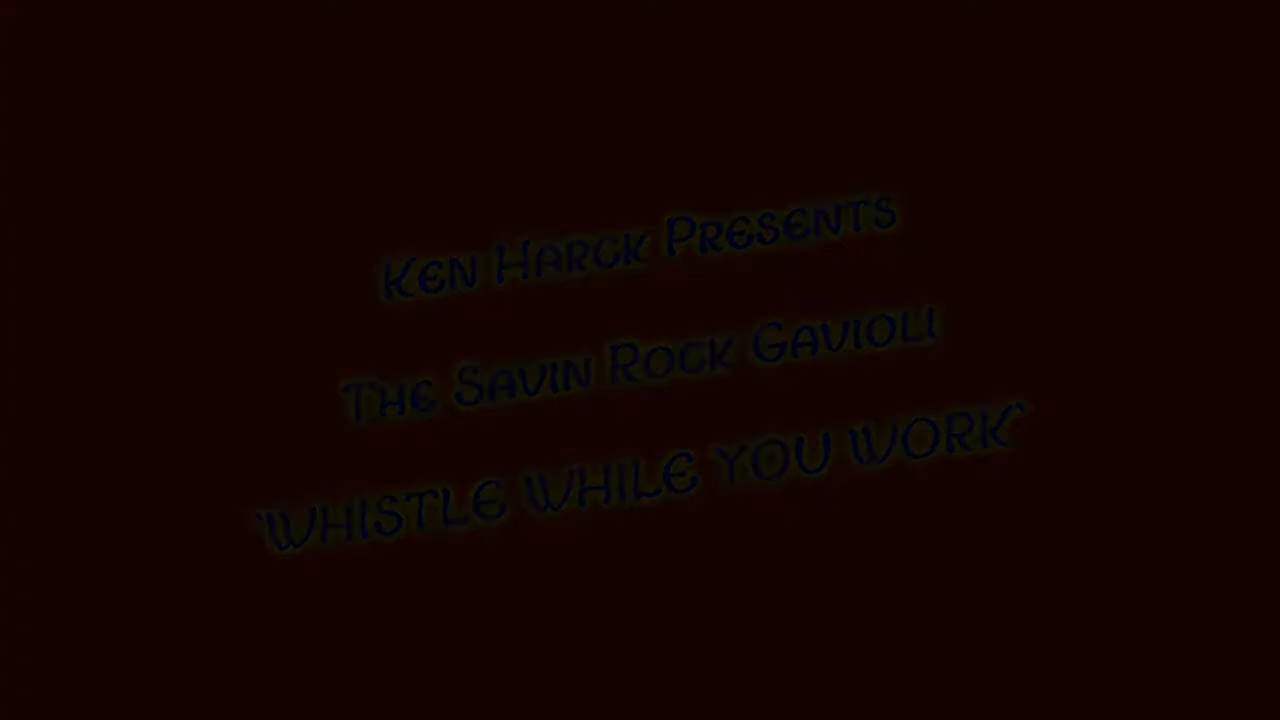 Ken Harck Presents
The Savin Rock Gavioli
"WHISTLE WHILE YOU WORK"